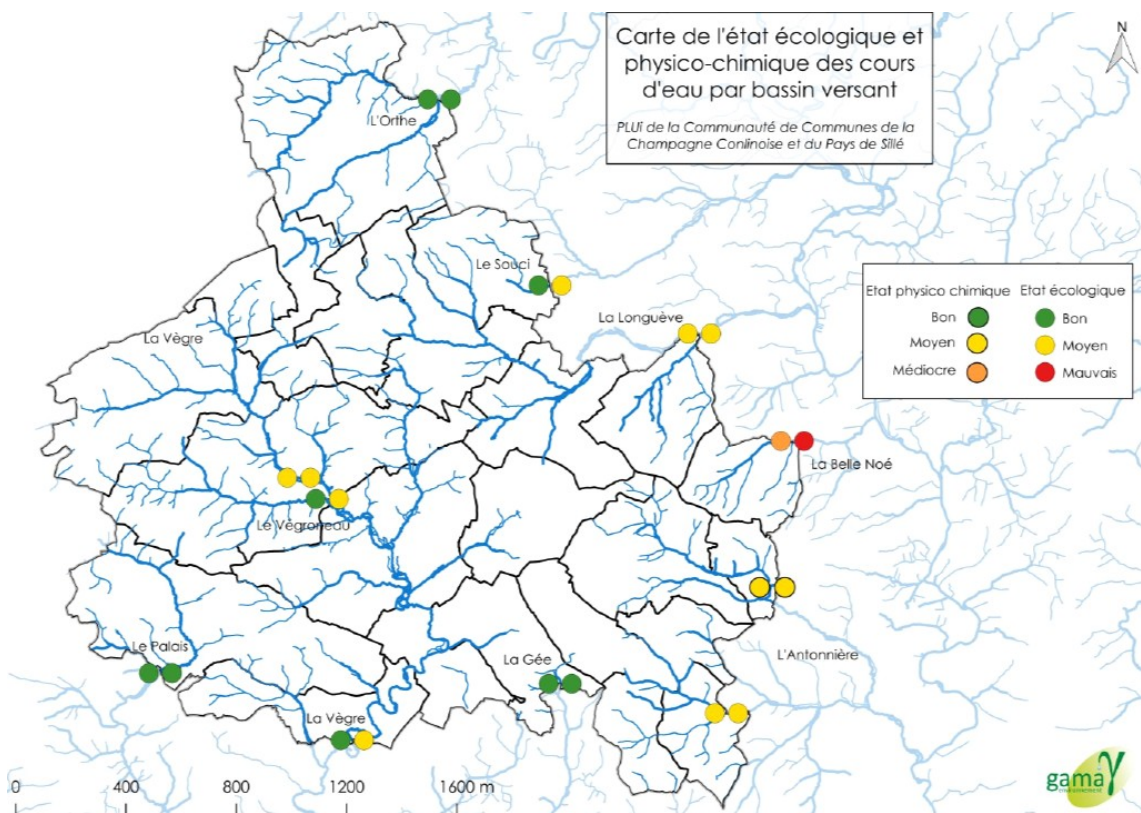 Carte de l'état écologique et
physico-chimique des cours
d'eau par bassin versant
PLUi de la Communauté de Communes de la
Champagne Conlinoise et du Pays de Sillé
N
L'Orthe
Le Souci
La Longuève
La Vègre
Etat physico chimique Etat écologique
Bon Bon
Moyen Moyen
Médiocre Mauvais
La Belle Noé
Le Végroneau
Le Palais
La Gée
L'Antonnière
La Vègre
0 400 800 1200 1600 m
gama
environnement